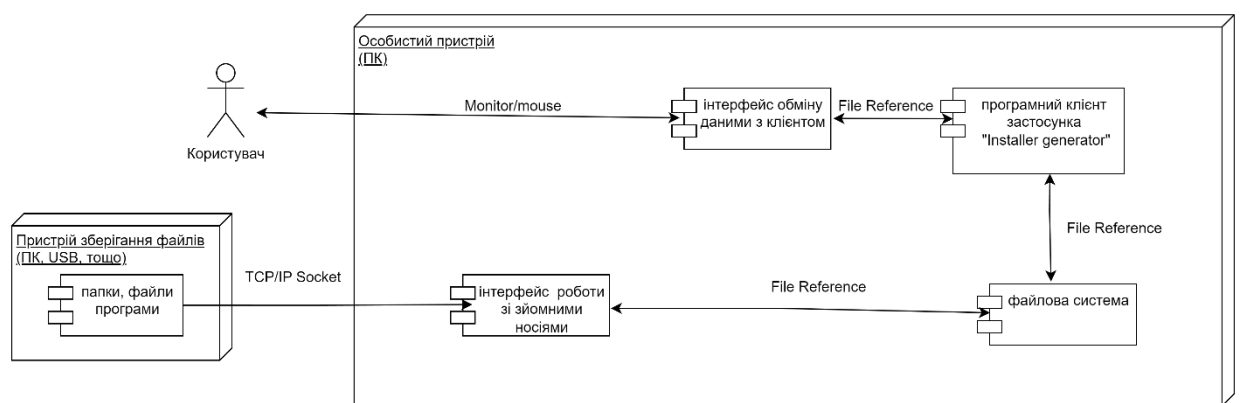 Особистий пристрій
(ПК)
Monitor/mouse
інтерфейс обміну
даними з клієнтом
File Reference
програмний клієнт
застосунка
"Installer generator"
Користувач
File Reference
Пристрій зберігання файлів
(ПК, USB, тощо)
папки, файли
програми
TCP/IP Socket
інтерфейс роботи
зі зйомними
носіями
File Reference
файлова система